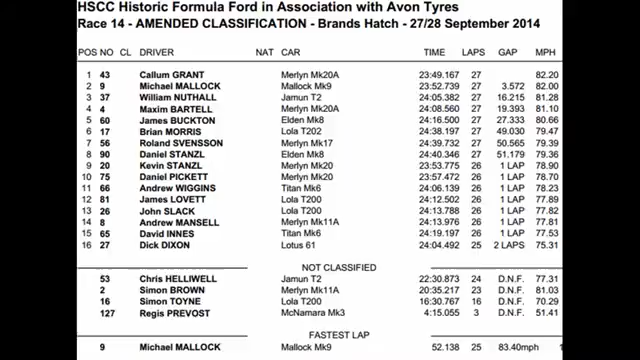 HSCC Historic Formula Ford in Association with Avon Tyres
Race 14 - AMENDED CLASSIFICATION - Brands Hatch - 27/28 September 2014
POS NO CL DRIVER NAT CAR TIME LAPS GAP MPH
1 43 Callum GRANT Merlyn Mk20A 23:49.167 27 82.20
2 9 Michael MALLOCK Mallock Mk9 23:52.739 27 3.572 82.00
3 37 William NUTHALL Jamun T2 24:05.382 27 16.215 81.28
4 4 Maxim BARTELL Merlyn Mk20A 24:08.560 27 19.393 81.10
5 60 James BUCKTON Elden Mk8 24:16.500 27 27.333 80.66
6 17 Brian MORRIS Lola T202 24:38.197 27 49.030 79.47
7 56 Roland SVENSSON Merlyn Mk17 24:39.732 27 50.565 79.39
8 90 Daniel STANZL Elden Mk8 24:40.346 27 51.179 79.36
9 20 Kevin STANZL Merlyn Mk20 23:53.775 26 1 LAP 78.90
10 75 Daniel PICKETT Merlyn Mk20 23:57.472 26 1 LAP 78.70
11 66 Andrew WIGGINS Titan Mk6 24:06.139 26 1 LAP 78.23
12 81 James LOVETT Lola T200 24:12.502 26 1 LAP 77.89
13 26 John SLACK Lola T200 24:13.788 26 1 LAP 77.82
14 8 Andrew MANSELL Merlyn Mk11A 24:13.976 26 1 LAP 77.81
15 65 David INNES Titan Mk6 24:19.197 26 1 LAP 77.53
16 27 Dick DIXON Lotus 61 24:04.492 25 2 LAPS 75.31
NOT CLASSIFIED
53 Chris HELLIWELL Jamun T2 22:30.873 24 D.N.F. 77.31
2 Simon BROWN Merlyn Mk11A 20:35.217 23 D.N.F. 81.03
16 Simon TOYNE Lola T200 16:30.767 16 D.N.F. 70.29
127 Regis PREVOST McNamara Mk3 4:15.055 3 D.N.F. 51.41
FASTEST LAP
9 Michael MALLOCK Mallock Mk9 52.138 25 83.40mph